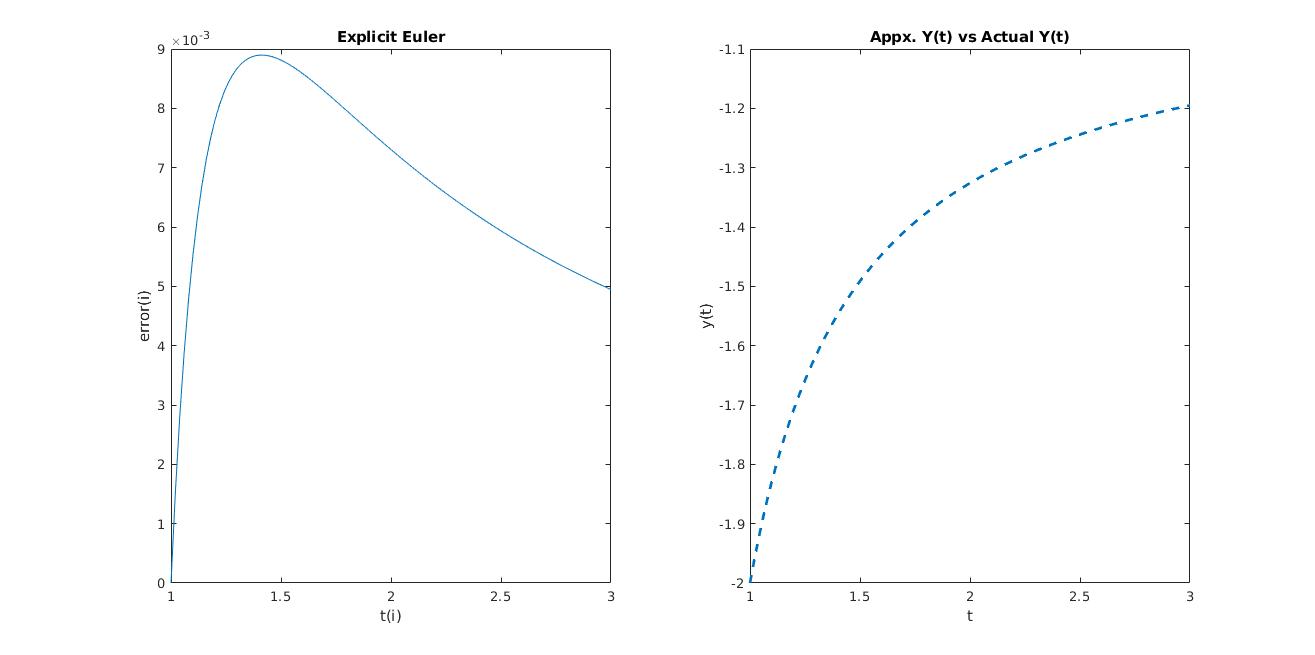 Explicit Euler
×10-3
9
8
7
6
5
4
3
2
1
0
1 1.5 2 2.5 3
t(i)
error(i)
Appx. Y(t) vs Actual Y(t)
-1.1
-1.2
-1.3
-1.4
-1.5
-1.6
-1.7
-1.8
-1.9
-2
1 1.5 2 2.5 3
t
y(t)